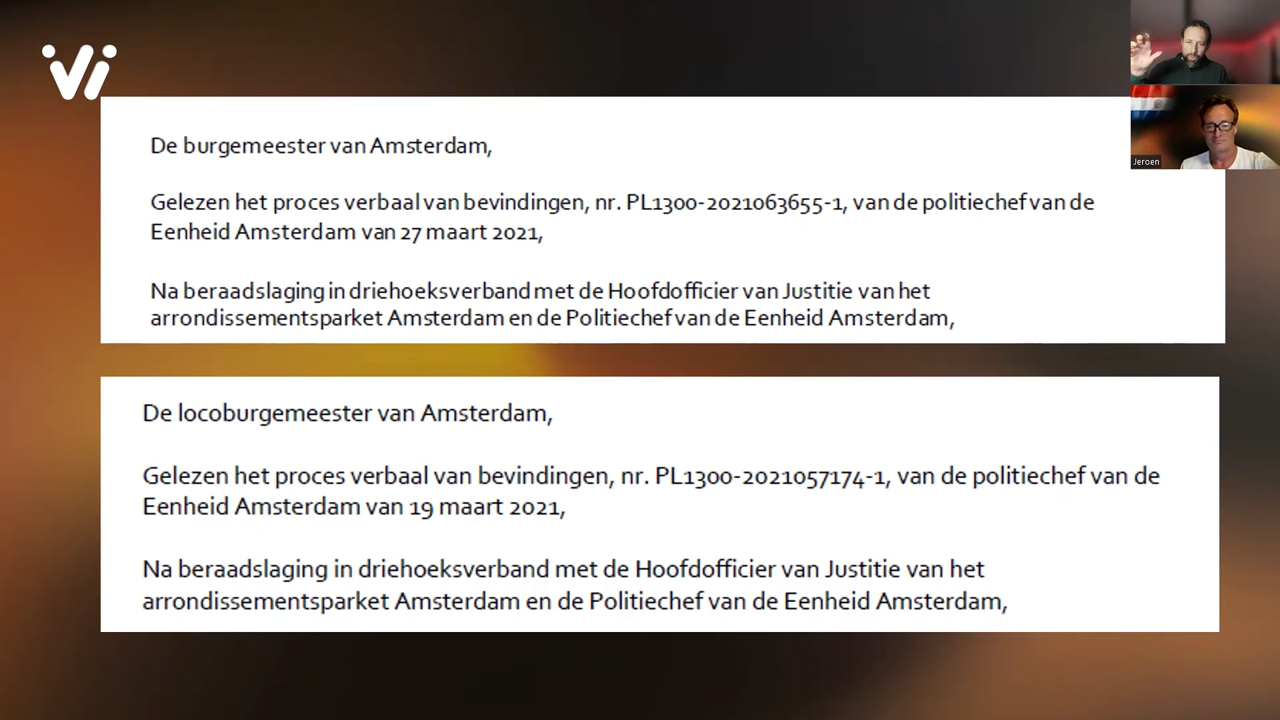 Vi
De burgemeester van Amsterdam,
Gelezen het proces verbaal van bevindingen, nr. PL1300-2021063655-1, van de politiechef van de
Eenheid Amsterdam van 27 maart 2021,
Na beraadslaging in driehoeksverband met de Hoofdofficier van Justitie van het
arrondissementsparket Amsterdam en de Politiechef van de Eenheid Amsterdam,
Jeroen
De locoburgemeester van Amsterdam,
Gelezen het proces verbaal van bevindingen, nr. PL1300-2021057174-1, van de politiechef van de
Eenheid Amsterdam van 19 maart 2021,
Na beraadslaging in driehoeksverband met de Hoofdofficier van Justitie van het
arrondissementsparket Amsterdam en de Politiechef van de Eenheid Amsterdam,